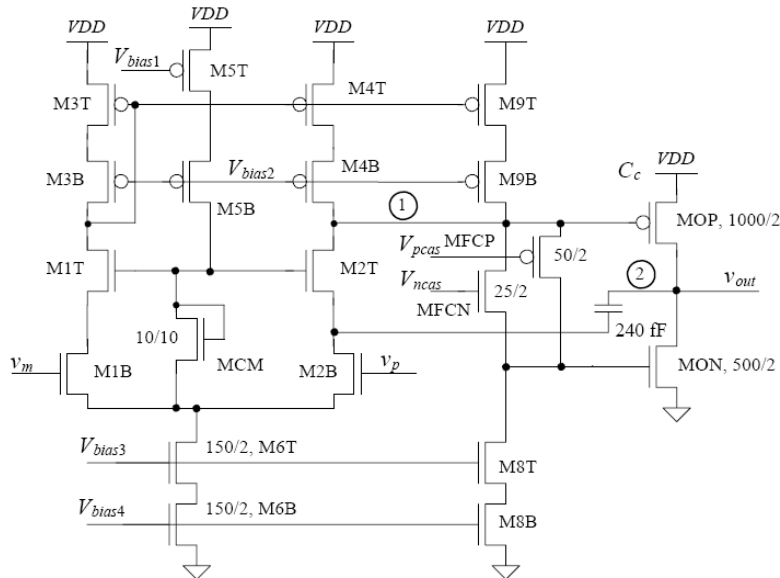 VDD
VDD
VDD
VDD
Vbias1
M5T
M3T
M4T
M9T
M3B
Vbias2
M4B
M9B
Cc
VDD
M5B
1
MOP, 1000/2
M1T
M2T
Vpcas
MFCP
50/2
2
Vncas
25/2
vout
MFCN
10/10
240 fF
vm
M1B
MCM
M2B
vp
MON, 500/2
Vbias3
150/2, M6T
M8T
Vbias4
150/2, M6B
M8B